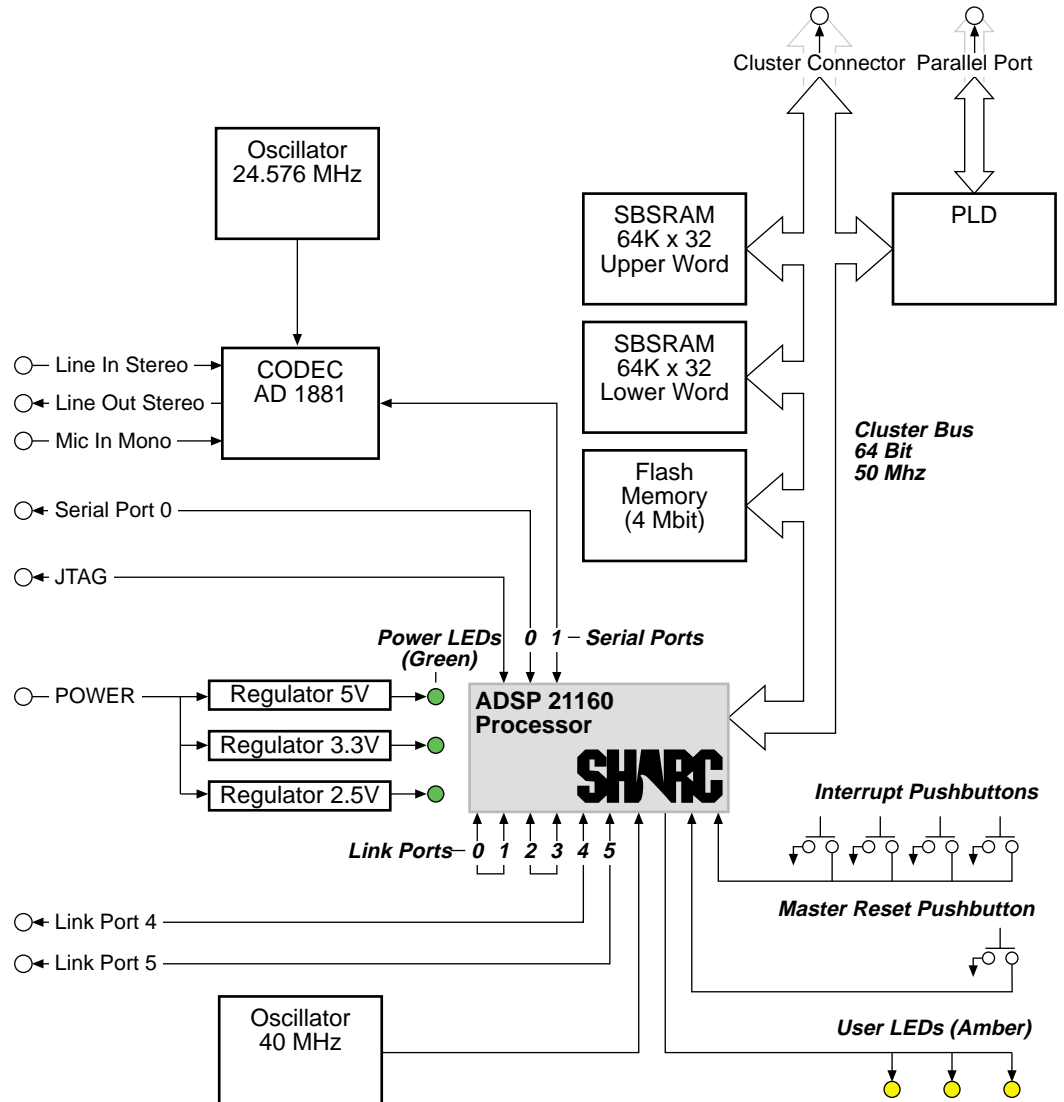 Cluster Connector
Parallel Port
Oscillator
24.576 MHz
SBSRAM
64K x 32
Upper Word
PLD
Line In Stereo
Line Out Stereo
Mic In Mono
CODEC
AD 1881
SBSRAM
64K x 32
Lower Word
Cluster Bus
64 Bit
50 Mhz
Flash
Memory
(4 Mbit)
Serial Port 0
JTAG
Power LEDs
(Green)
0 1
Serial Ports
POWER
Regulator 5V
Regulator 3.3V
Regulator 2.5V
ADSP 21160
Processor
SHARC
Interrupt Pushbuttons
Link Ports
0 1 2 3 4 5
Master Reset Pushbutton
Link Port 4
Link Port 5
Oscillator
40 MHz
User LEDs (Amber)